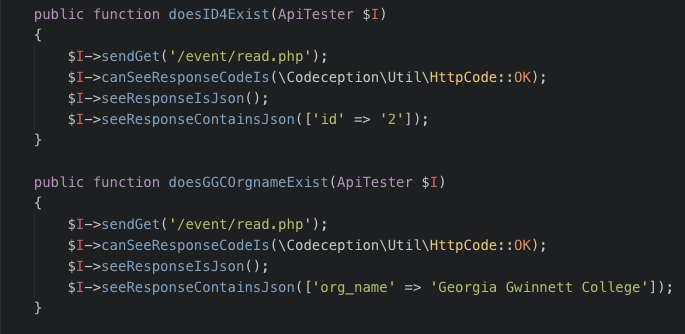 public function doesID4Exist(ApiTester $I)
{
$I->sendGet('/event/read.php');
$I->canSeeResponseCodeIs(\Codeception\Util\HttpCode::OK);
$I->seeResponseIsJson();
$I->seeResponseContainsJson(['id' => '2']);
}
public function doesGGCOrgnameExist(ApiTester $I)
{
$I->sendGet('/event/read.php');
$I->canSeeResponseCodeIs(\Codeception\Util\HttpCode::OK);
$I->seeResponseIsJson();
$I->seeResponseContainsJson(['org_name' => 'Georgia Gwinnett College']);
}